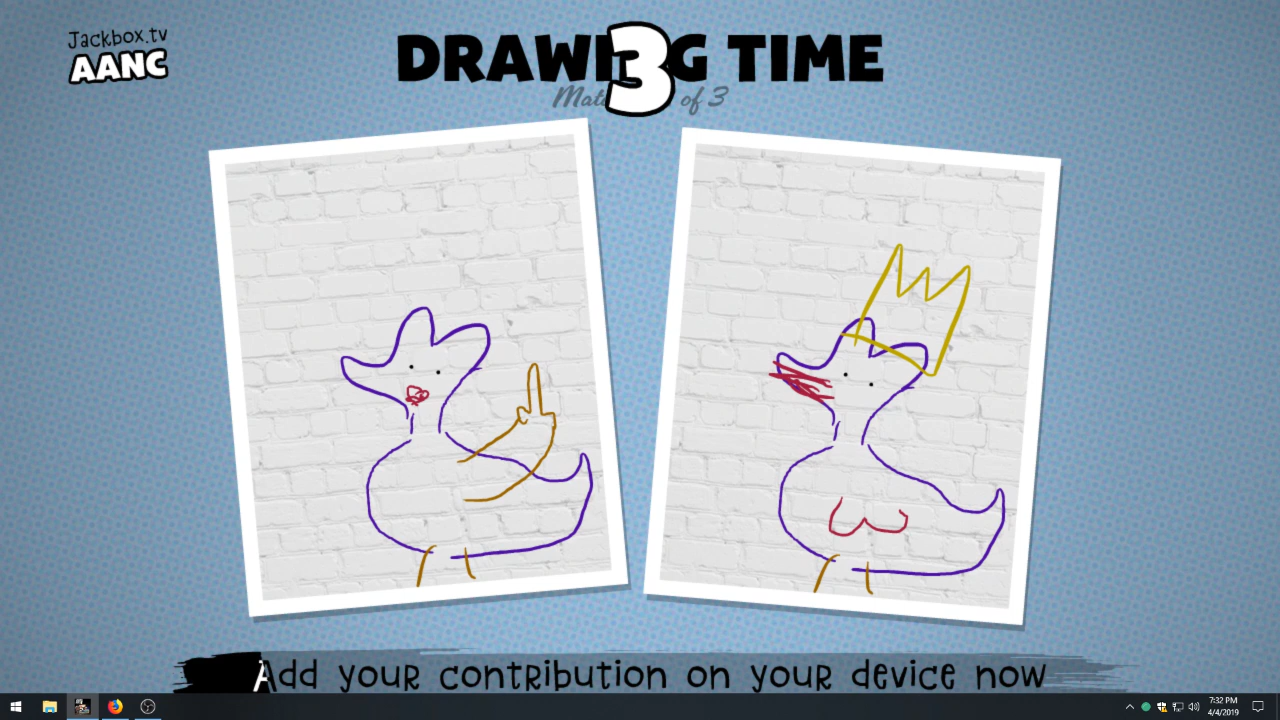 Jackbox.tv
AANC
DRAWI G TIME
3
of 3
Add your contribution on your device now
7:32 PM
4/4/2019